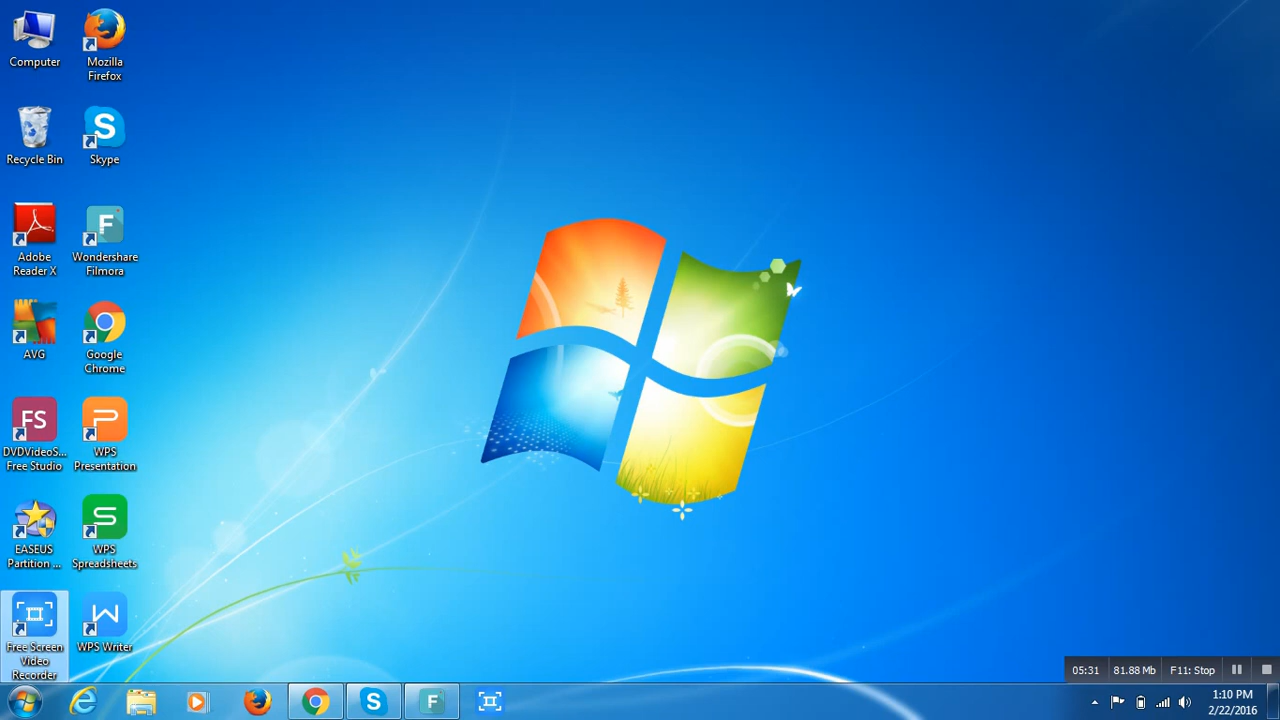 Computer
Mozilla
Firefox
Recycle Bin
S
Skype
Adobe
Reader X
F
Wondershare
Filmora
AVG
Google
Chrome
FS
DVDVideoS...
Free Studio
P
WPS
Presentation
EASEUS
Partition ...
S
WPS
Spreadsheets
Free Screen
Video
Recorder
W
WPS Writer
05:31
81.88 Mb
F11: Stop
S
F
1:10 PM
2/22/2016